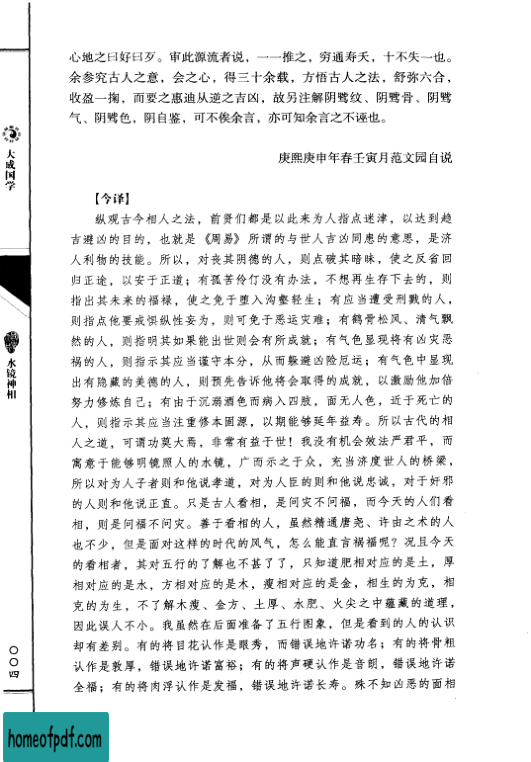 心地之曰好曰歹。审此源流者说，一一推之，穷通寿夭，十不失一也。
余参究古人之意，会之心，得三十余载，方悟古人之法，舒弥六合，
收盈一掬，而要之惠迪从逆之吉凶，故另注解阴骘纹、阴骘骨、阴骘
气、阴骘色，阴自鉴，可不俟余言，亦可知余言之不诬也。
庚熙庚申年春壬寅月范文园自说
【今译】
纵观古今相人之法，前贤们都是以此来为人指点迷津，以达到趋
吉避凶的目的，也就是《周易》所谓的与世人吉凶同患的意思，是济
人利物的技能。所以，对丧其阴德的人，则点破其暗昧，使之反省回
归正途，以安于正道；有孤苦伶仃没有办法，不想再生存下去的，则
指出其未来的福禄，使之免于堕入沟壑轻生；有应当遭受刑戮的人，
则指点他要戒惧纵性妄为，则可免于恶运灾难；有鹤骨松风、清气飘
然的人，则指明其如果能出世则会有所成就；有气色显现将有凶灾恶
祸的人，则指示其应当谨守本分，从而躲避凶险厄运；有气色中显现
出有隐藏的美德的人，则预先告诉他将会取得的成就，以激励他加倍
努力修炼自己；有由于沉弱酒色而病入四肢，面无人色，近于死亡的
人，则指示其应当注重修本固源，以期能够延年益寿。所以古代的相
人之道，可谓功莫大焉，非常有益于世！我没有机会效法严君平，而
寓意于能够明镜照人的水镜，广而示之于众，充当济度世人的桥梁，
所以对为人子者则和他说孝道，对为人臣的则和他说忠诚，对于好邪
的人则和他说正直。只是古人看相，是问灾不问福，而今天的人们看
相，则是问福不问灾。善于看相的人，虽然精通唐尧、许由之术的人
也不少，但是面对这样的时代的风气，怎么能直言祸福呢？况且今天
的看相者，其对五行的了解也不甚了了，只知道肥相对应的是土，厚
相对应的是水，方相对应的是木，瘦相对应的是金，相生的为克，相
克的为生，不了解木瘦、金方、土厚、水肥、火尖之中蕴藏的道理，
因此误人不小。我虽然在后面准备了五行图象，但是看到的人的认识
却有差别。有的将目花认作是眼秀，而错误地许诺功名；有的将骨粗
认作是敦厚，错误地许诺富裕；有的将声硬认作是音朗，错误地许诺
全福；有的将肉浮认作是发福，错误地许诺长寿。殊不知凶恶的面相
大成国学
水镜神相
〇〇四
homeofpdf.com